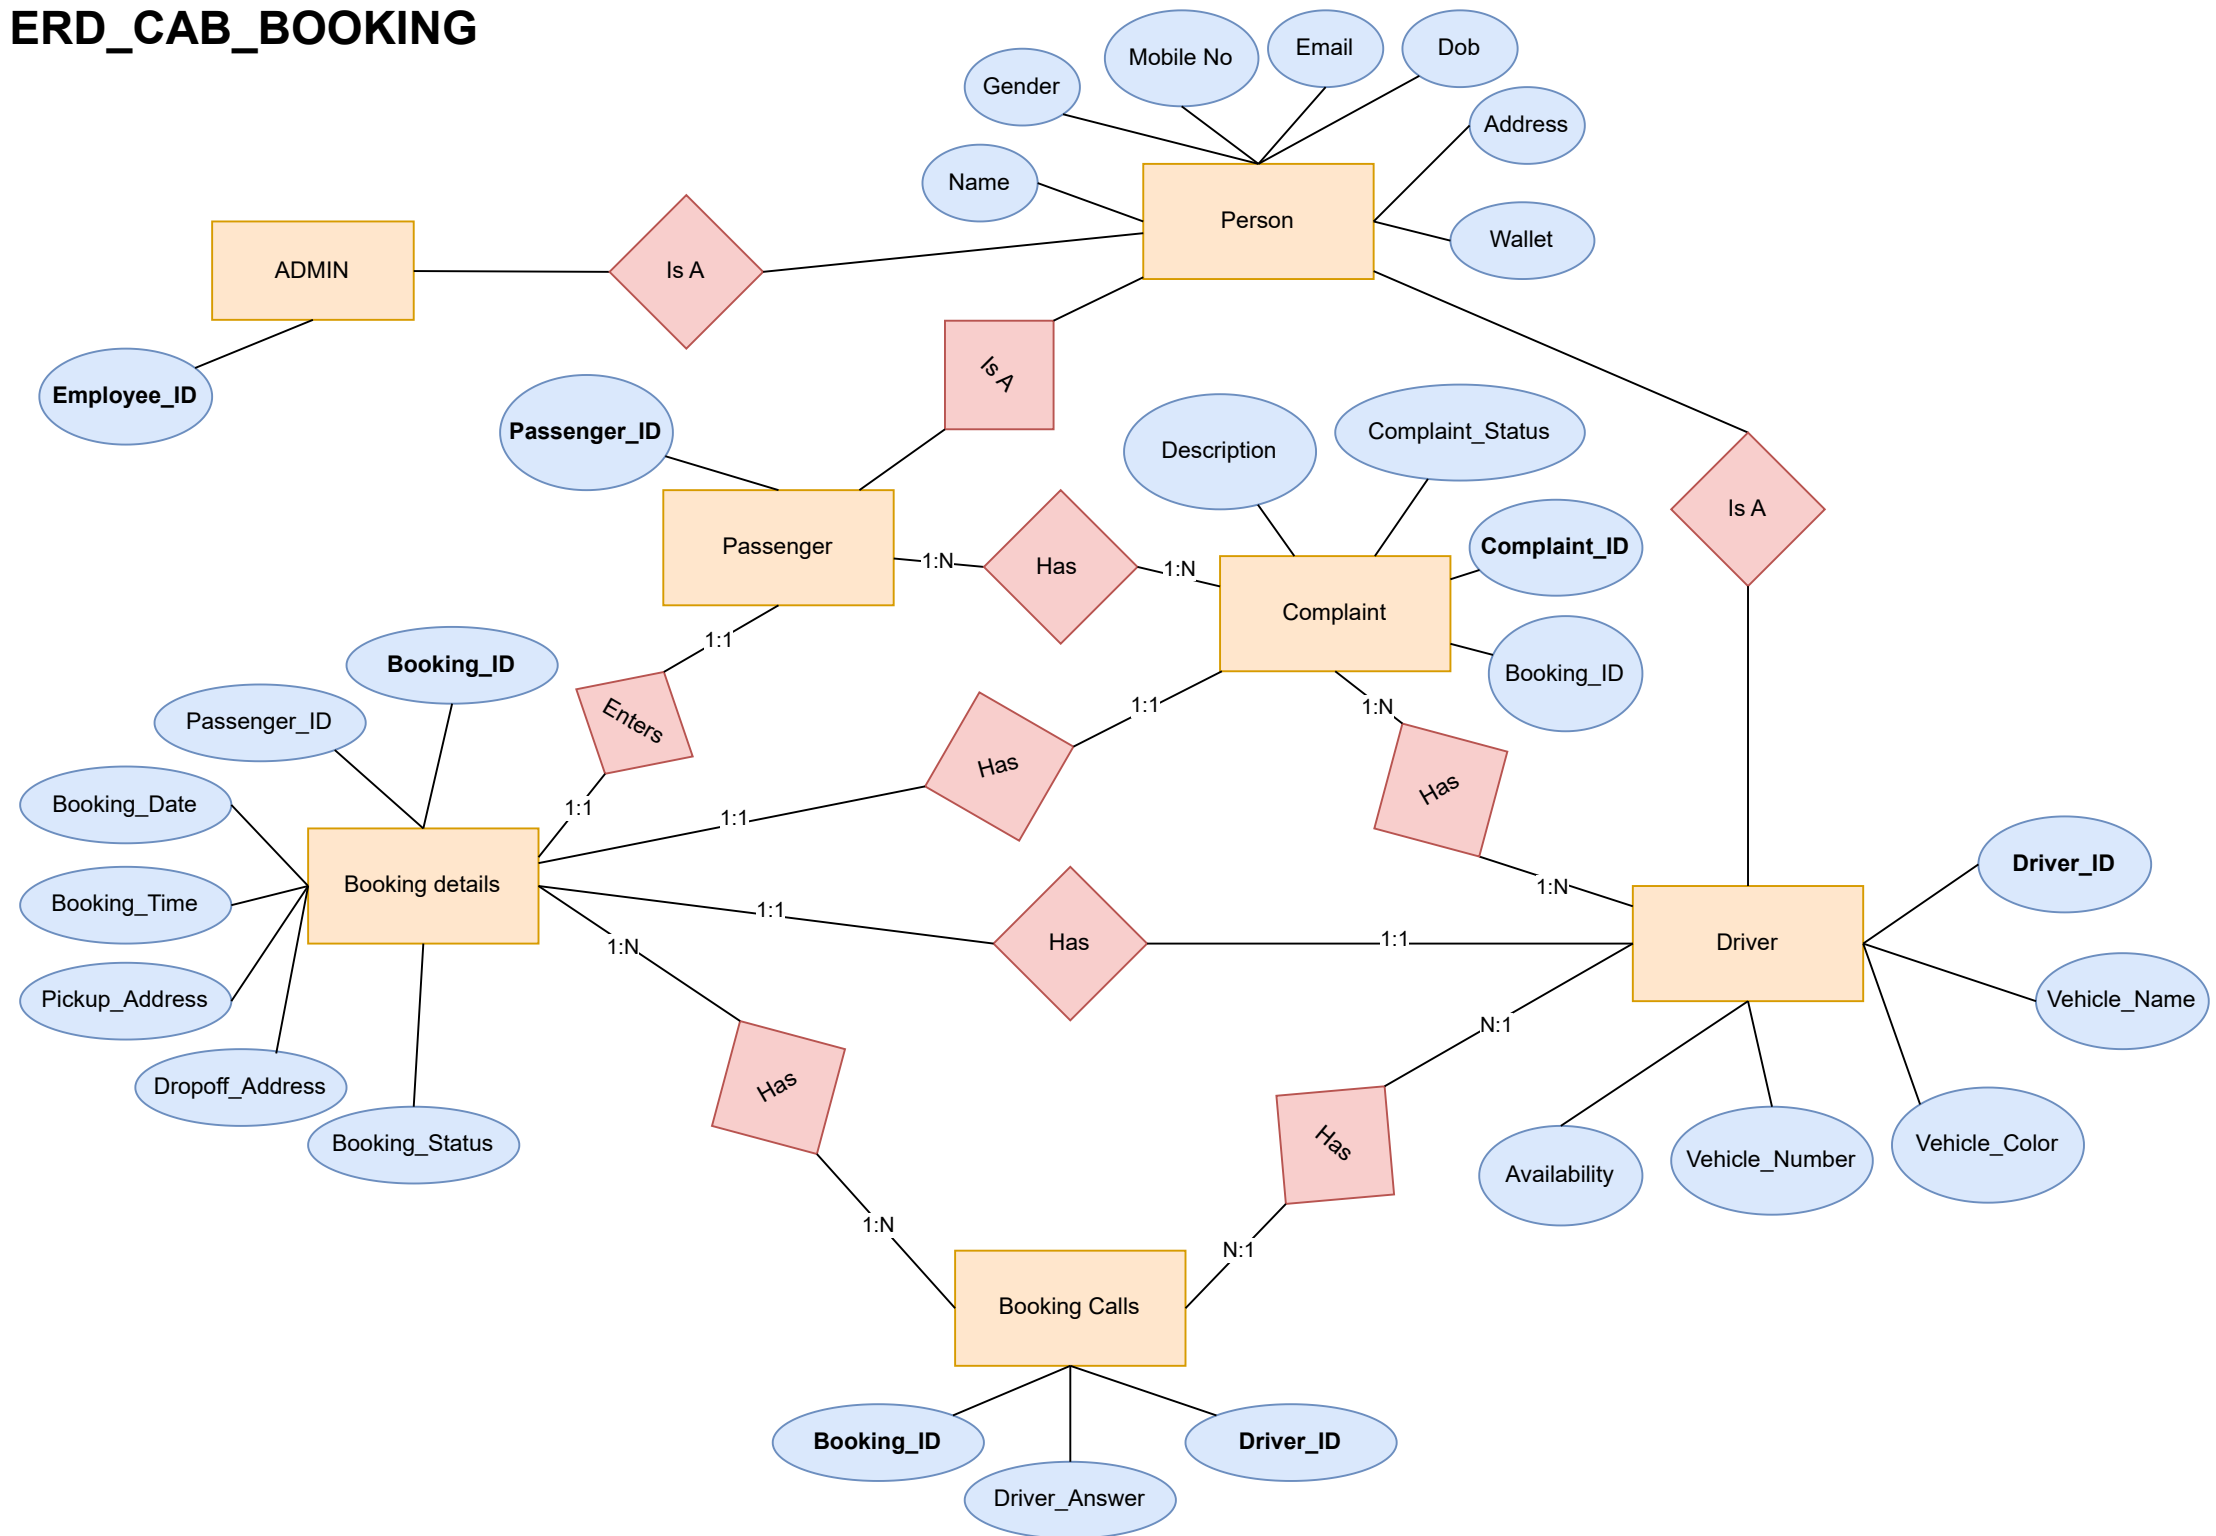 ERD_CAB_BOOKING
Gender
Mobile No
Email
Dob
Address
Name
Person
Wallet
ADMIN
Is A
Employee_ID
Is A
Passenger_ID
Description
Complaint_Status
Is A
Passenger
1:N
Has
1:N
Complaint
Complaint_ID
Booking_ID
1:1
Booking_ID
Passenger_ID
Enters
1:1
Has
1:N
Has
Booking_Date
1:1
1:1
Booking_Time
Booking details
1:1
Has
1:1
1:N
Driver
Driver_ID
Vehicle_Name
1:N
Pickup_Address
Dropoff_Address
Booking_Status
Has
N:1
Has
Availability
Vehicle_Number
Vehicle_Color
1:N
N:1
Booking Calls
Booking_ID
Driver_Answer
Driver_ID